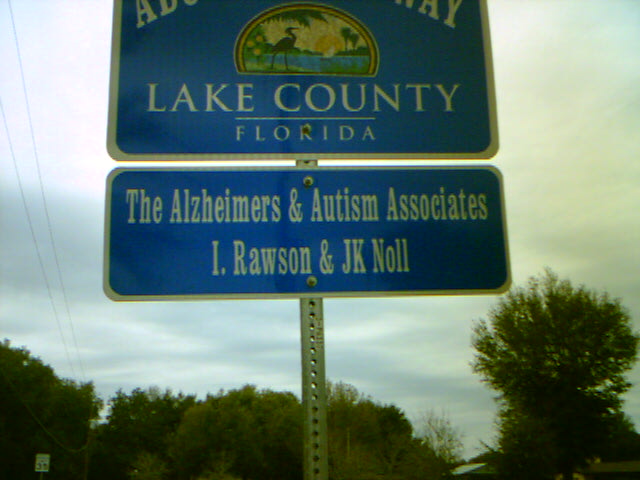 LAKE COUNTY
FLORIDA
The Alzheimers & Autism Associates
I. Rawson & JK Noll